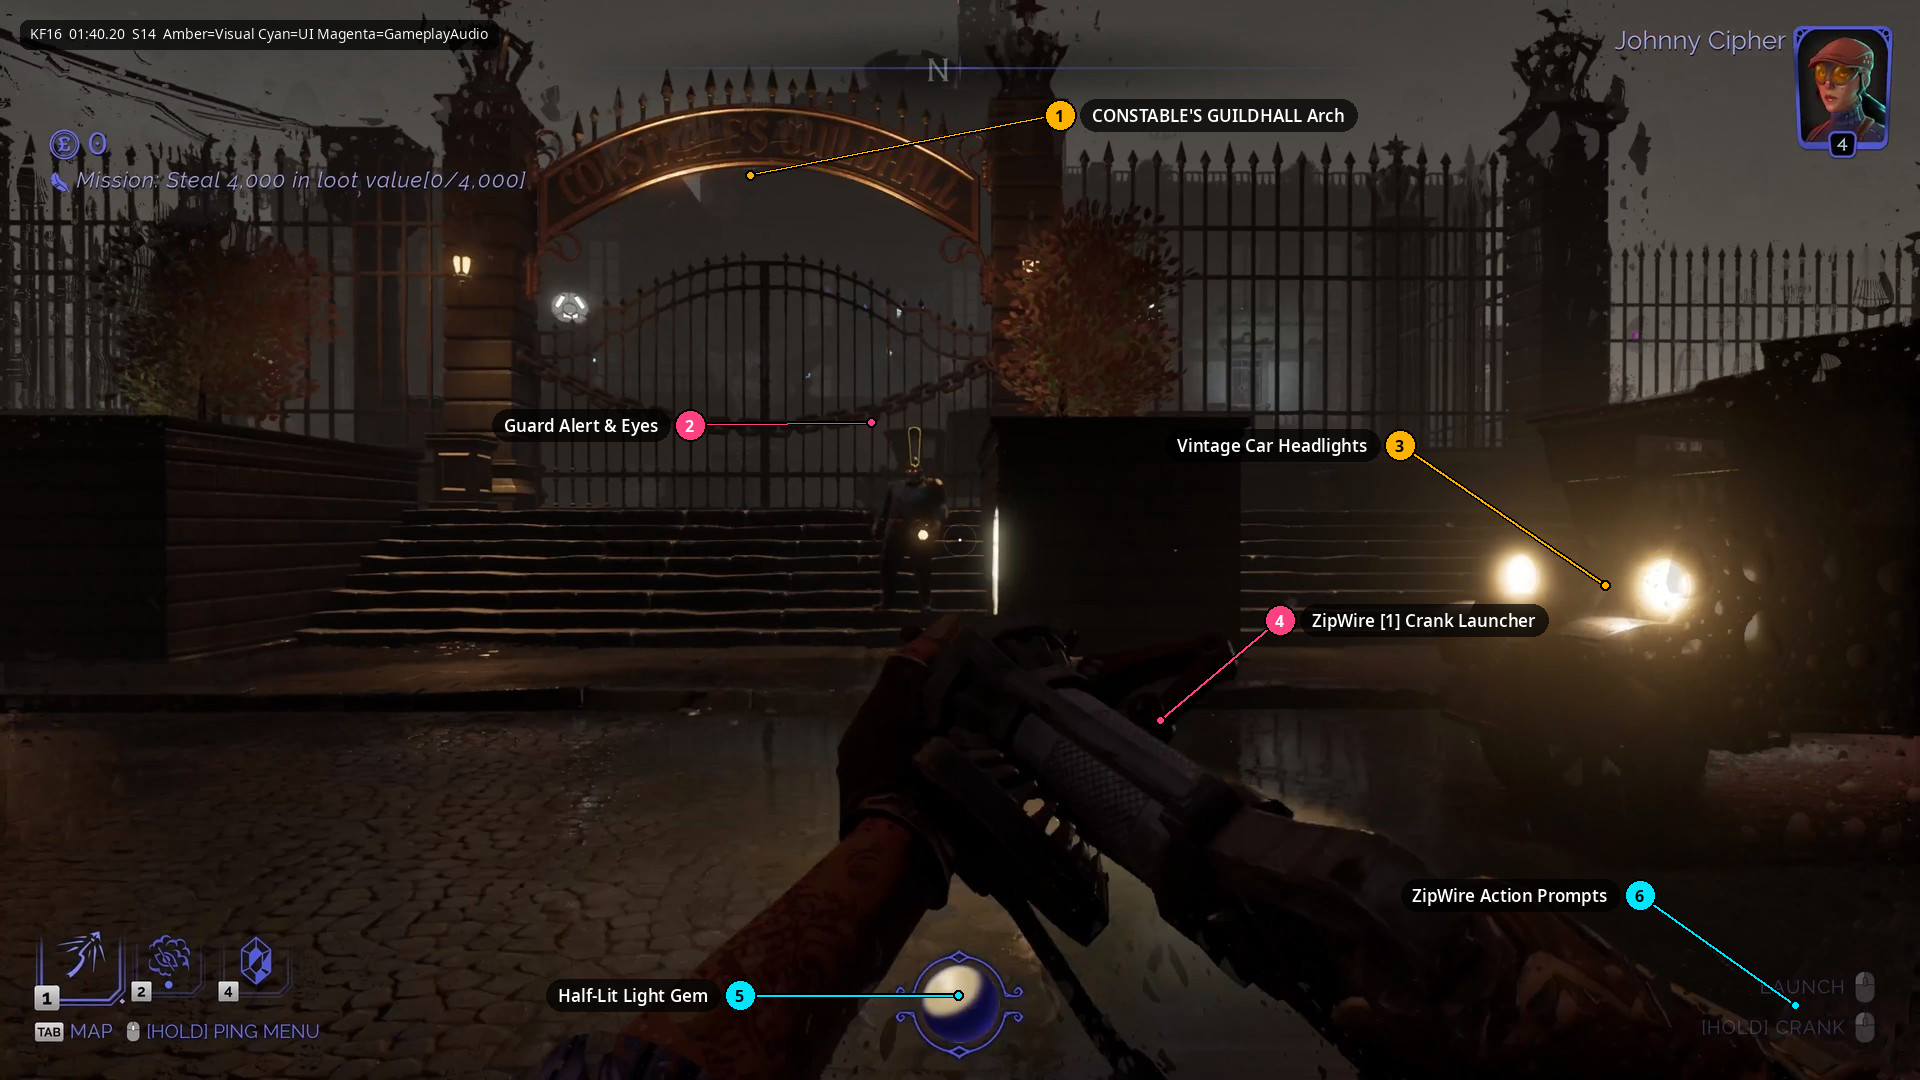 KF16 01:40.20 S14 Amber=Visual Cyan=UI Magenta=GameplayAudio
Johnny Cipher
N
4
1 CONSTABLE'S GUILDHALL Arch
CONSTABLE'S GUILDHALL
£ 0
Mission: Steal 4,000 in loot value[0/4,000]
Guard Alert & Eyes 2
Vintage Car Headlights 3
4 ZipWire [1] Crank Launcher
ZipWire Action Prompts 6
1 2 4
Half-Lit Light Gem 5
LAUNCH
[HOLD] CRANK
TAB MAP [HOLD] PING MENU